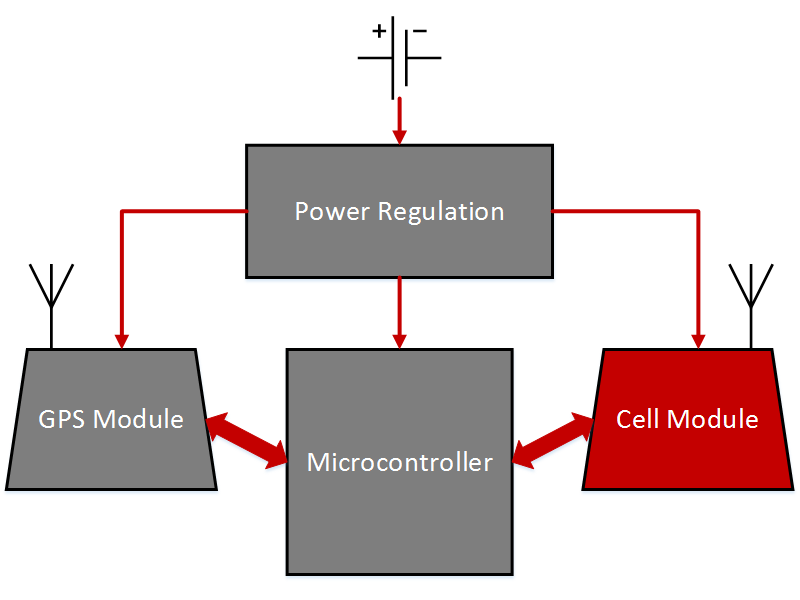 + −
Power Regulation
GPS Module
Cell Module
Microcontroller